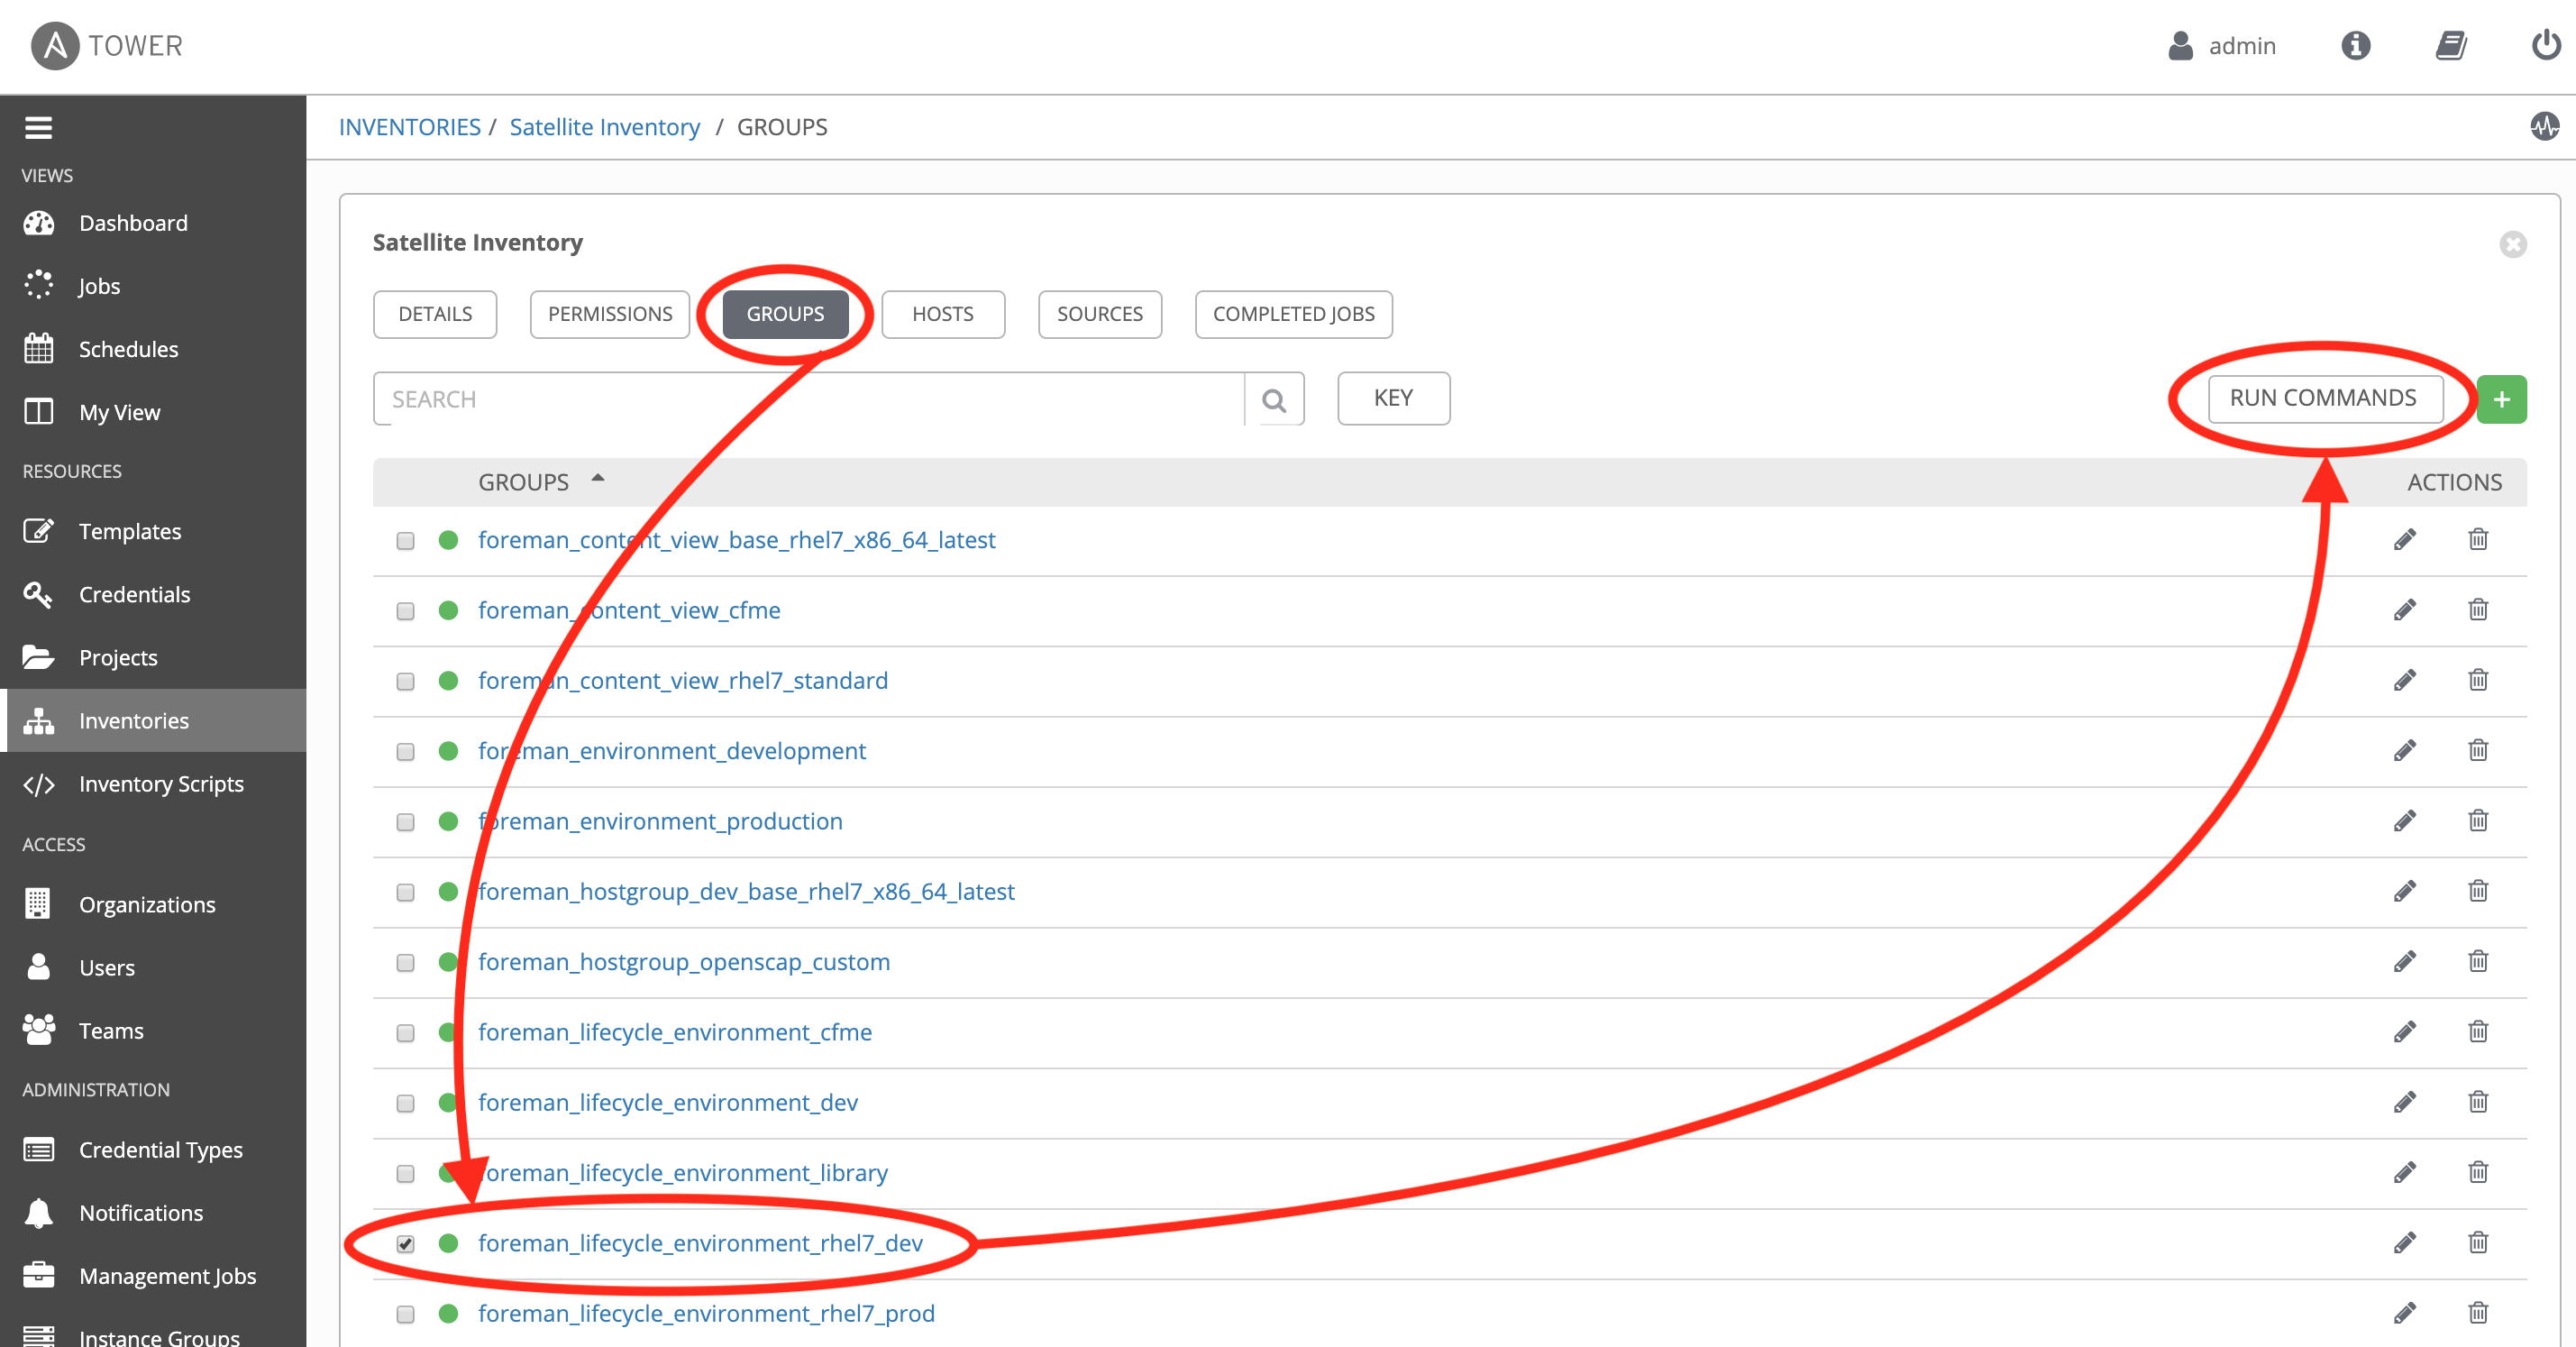 TOWER
admin
VIEWS
Dashboard
Jobs
Schedules
My View
RESOURCES
Templates
Credentials
Projects
Inventories
Inventory Scripts
ACCESS
Organizations
Users
Teams
ADMINISTRATION
Credential Types
Notifications
Management Jobs
Instance Groups
INVENTORIES / Satellite Inventory / GROUPS
Satellite Inventory
DETAILS PERMISSIONS GROUPS HOSTS SOURCES COMPLETED JOBS
SEARCH KEY RUN COMMANDS +
GROUPS ACTIONS
foreman_content_view_base_rhel7_x86_64_latest
foreman_content_view_cfme
foreman_content_view_rhel7_standard
foreman_environment_development
foreman_environment_production
foreman_hostgroup_dev_base_rhel7_x86_64_latest
foreman_hostgroup_openscap_custom
foreman_lifecycle_environment_cfme
foreman_lifecycle_environment_dev
foreman_lifecycle_environment_library
foreman_lifecycle_environment_rhel7_dev
foreman_lifecycle_environment_rhel7_prod